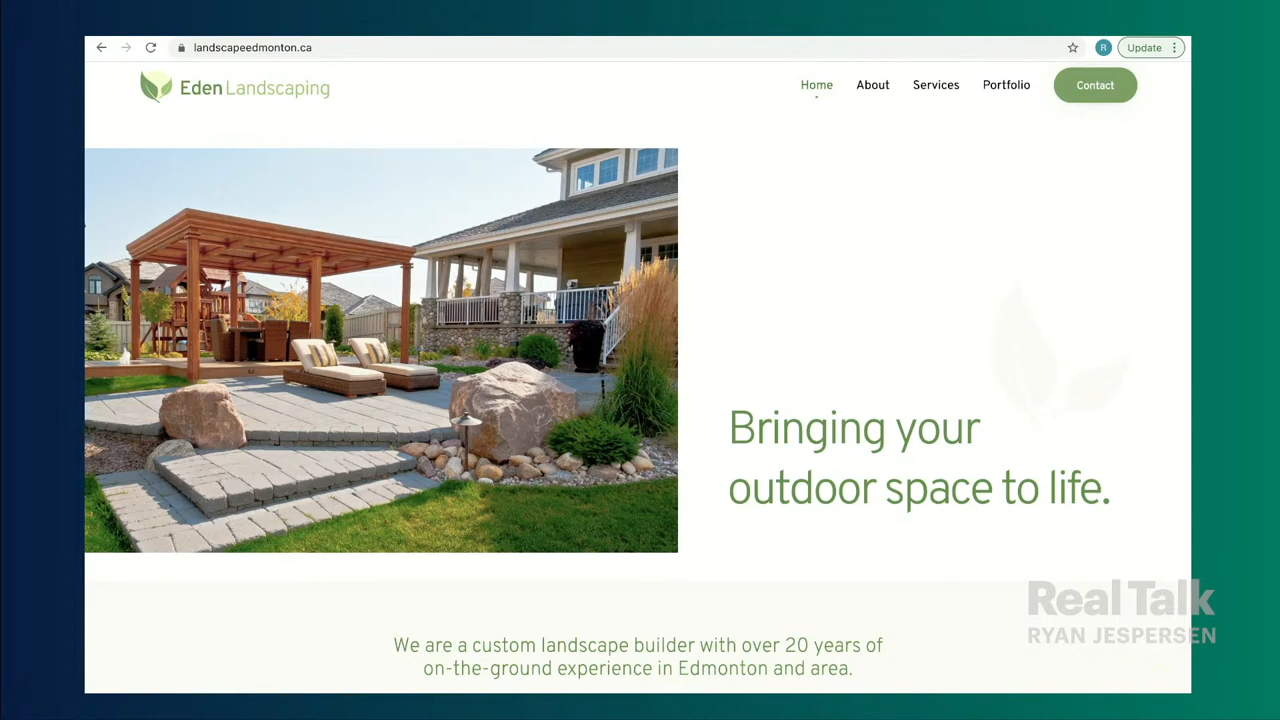 landscapeedmonton.ca
R
Update
Eden Landscaping
Home
About
Services
Portfolio
Contact
Bringing your
outdoor space to life.
Real Talk
RYAN JESPERSEN
We are a custom landscape builder with over 20 years of
on-the-ground experience in Edmonton and area.